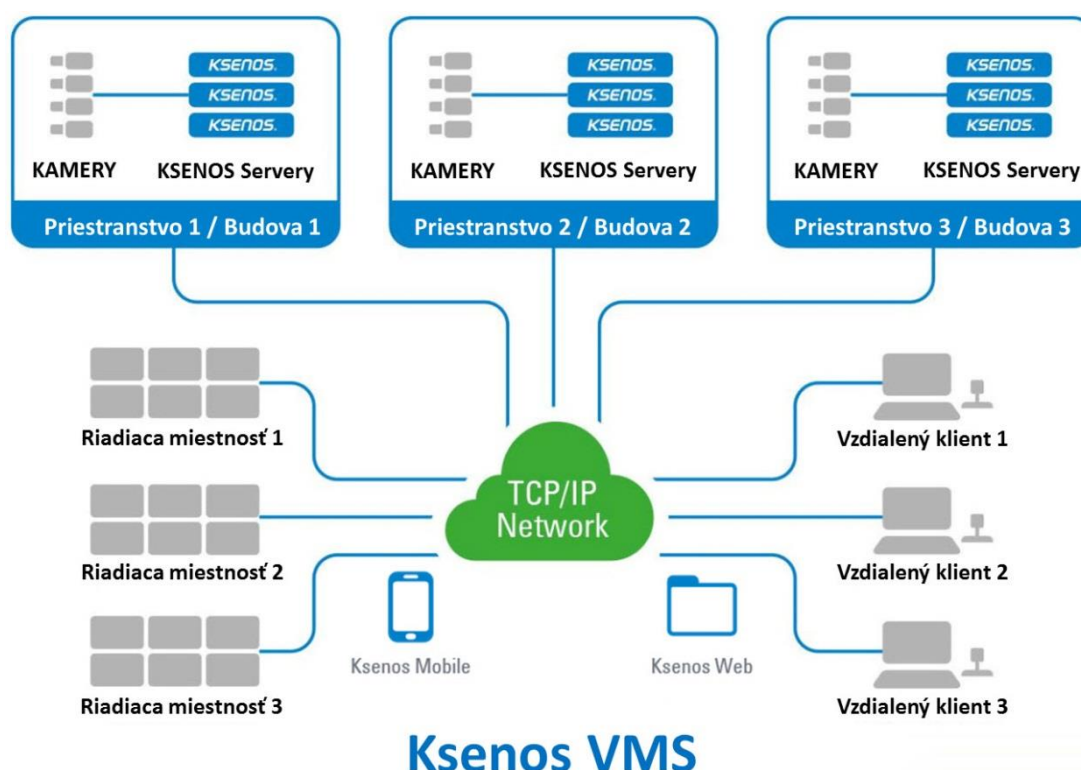 KSENOS.
KSENOS.
KSENOS.
KAMERY
KSENOS Servery
Priestranstvo 1 / Budova 1
KSENOS.
KSENOS.
KSENOS.
KAMERY
KSENOS Servery
Priestranstvo 2 / Budova 2
KSENOS.
KSENOS.
KSENOS.
KAMERY
KSENOS Servery
Priestranstvo 3 / Budova 3
Riadiaca miestnosť 1
Riadiaca miestnosť 2
Riadiaca miestnosť 3
TCP/IP
Network
Ksenos Mobile
Ksenos Web
Vzdialený klient 1
Vzdialený klient 2
Vzdialený klient 3
Ksenos VMS